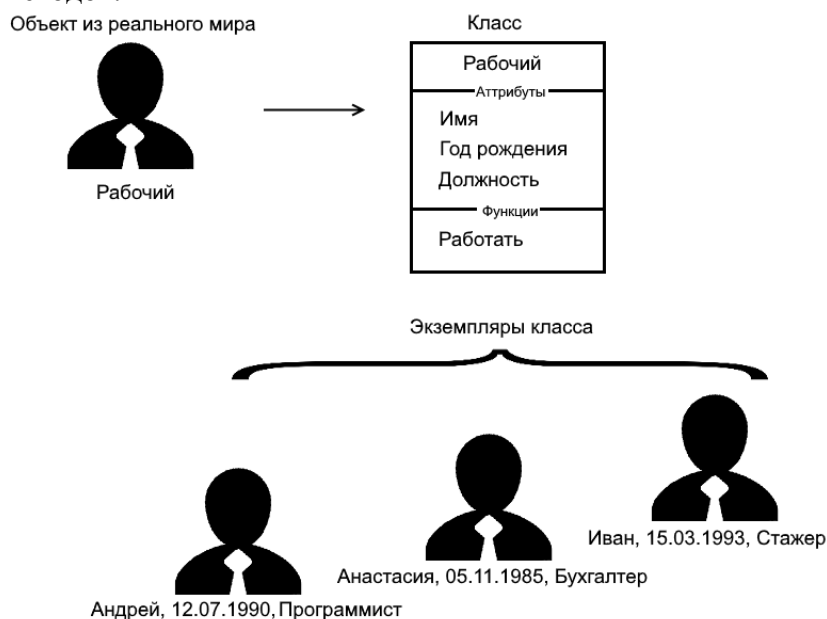 Объект из реального мира
Класс
Рабочий
Рабочий
Аттрибуты
Имя
Год рождения
Должность
Функции
Работать
Экземпляры класса
Иван, 15.03.1993, Стажер
Анастасия, 05.11.1985, Бухгалтер
Андрей, 12.07.1990, Программист